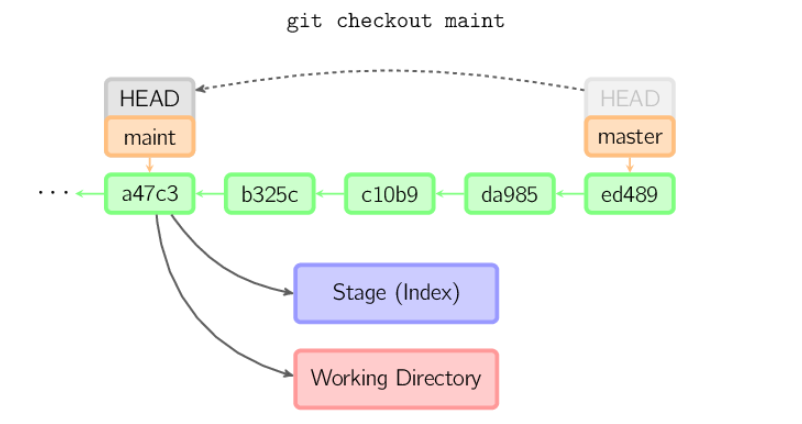 git checkout maint
HEAD HEAD
maint master
... a47c3 b325c c10b9 da985 ed489
Stage (Index)
Working Directory